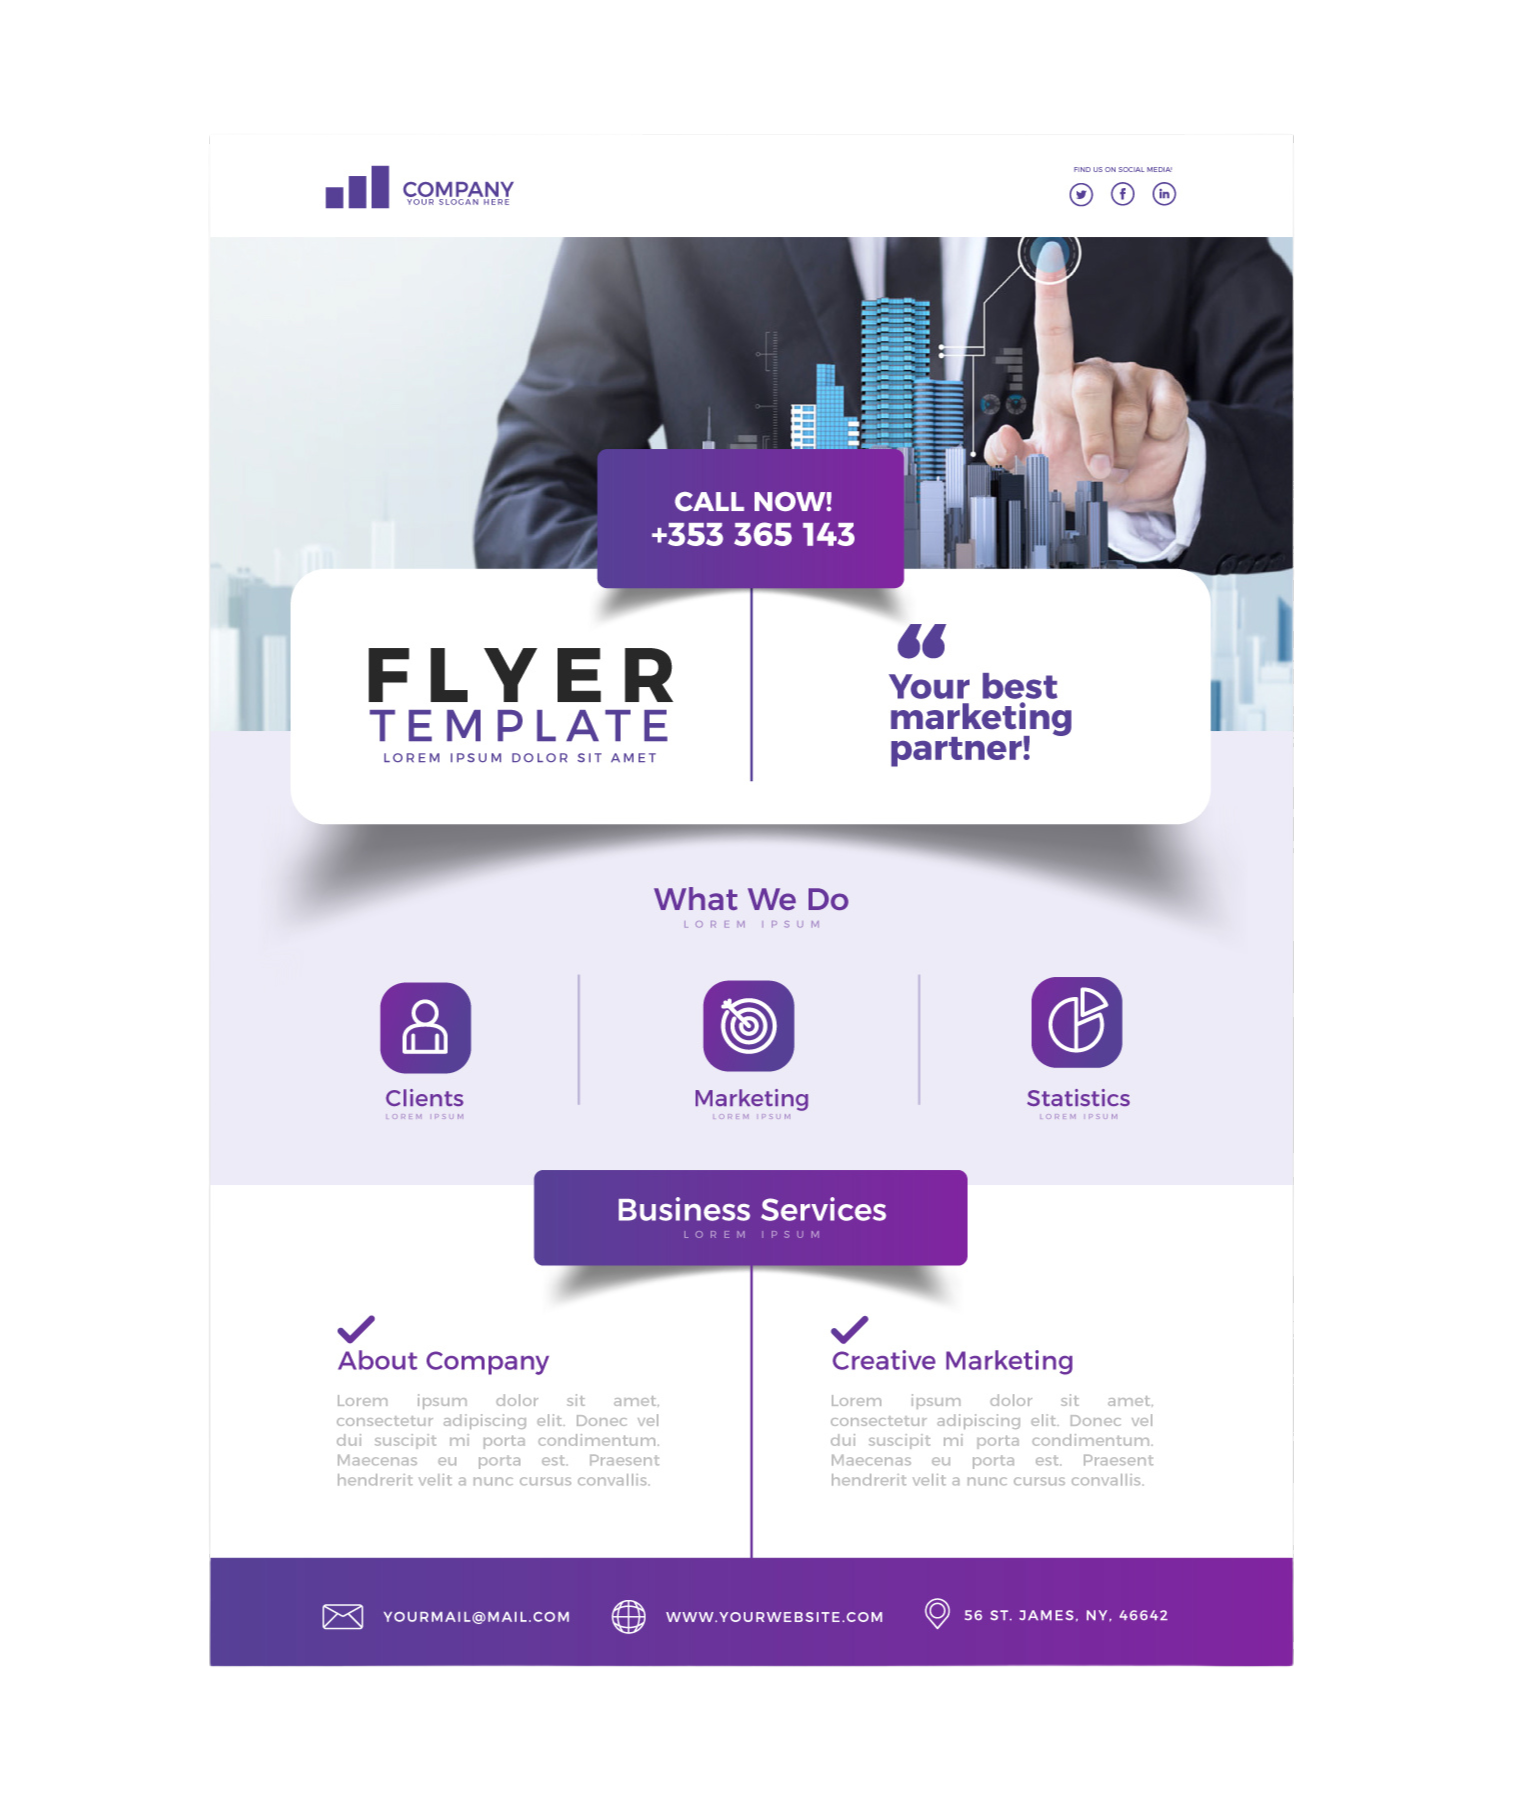 COMPANY
YOUR SLOGAN HERE
FIND US ON SOCIAL MEDIA!
CALL NOW!
+353 365 143
FLYER
TEMPLATE
LOREM IPSUM DOLOR SIT AMET
“
Your best
marketing
partner!
What We Do
LOREM IPSUM
Clients
LOREM IPSUM
Marketing
LOREM IPSUM
Statistics
LOREM IPSUM
Business Services
LOREM IPSUM
About Company
Lorem ipsum dolor sit amet,
consectetur adipiscing elit. Donec vel
dui suscipit mi porta condimentum.
Maecenas eu porta est. Praesent
hendrerit velit a nunc cursus convallis.
Creative Marketing
Lorem ipsum dolor sit amet,
consectetur adipiscing elit. Donec vel
dui suscipit mi porta condimentum.
Maecenas eu porta est. Praesent
hendrerit velit a nunc cursus convallis.
YOURMAIL@MAIL.COM
WWW.YOURWEBSITE.COM
56 ST. JAMES, NY, 46642